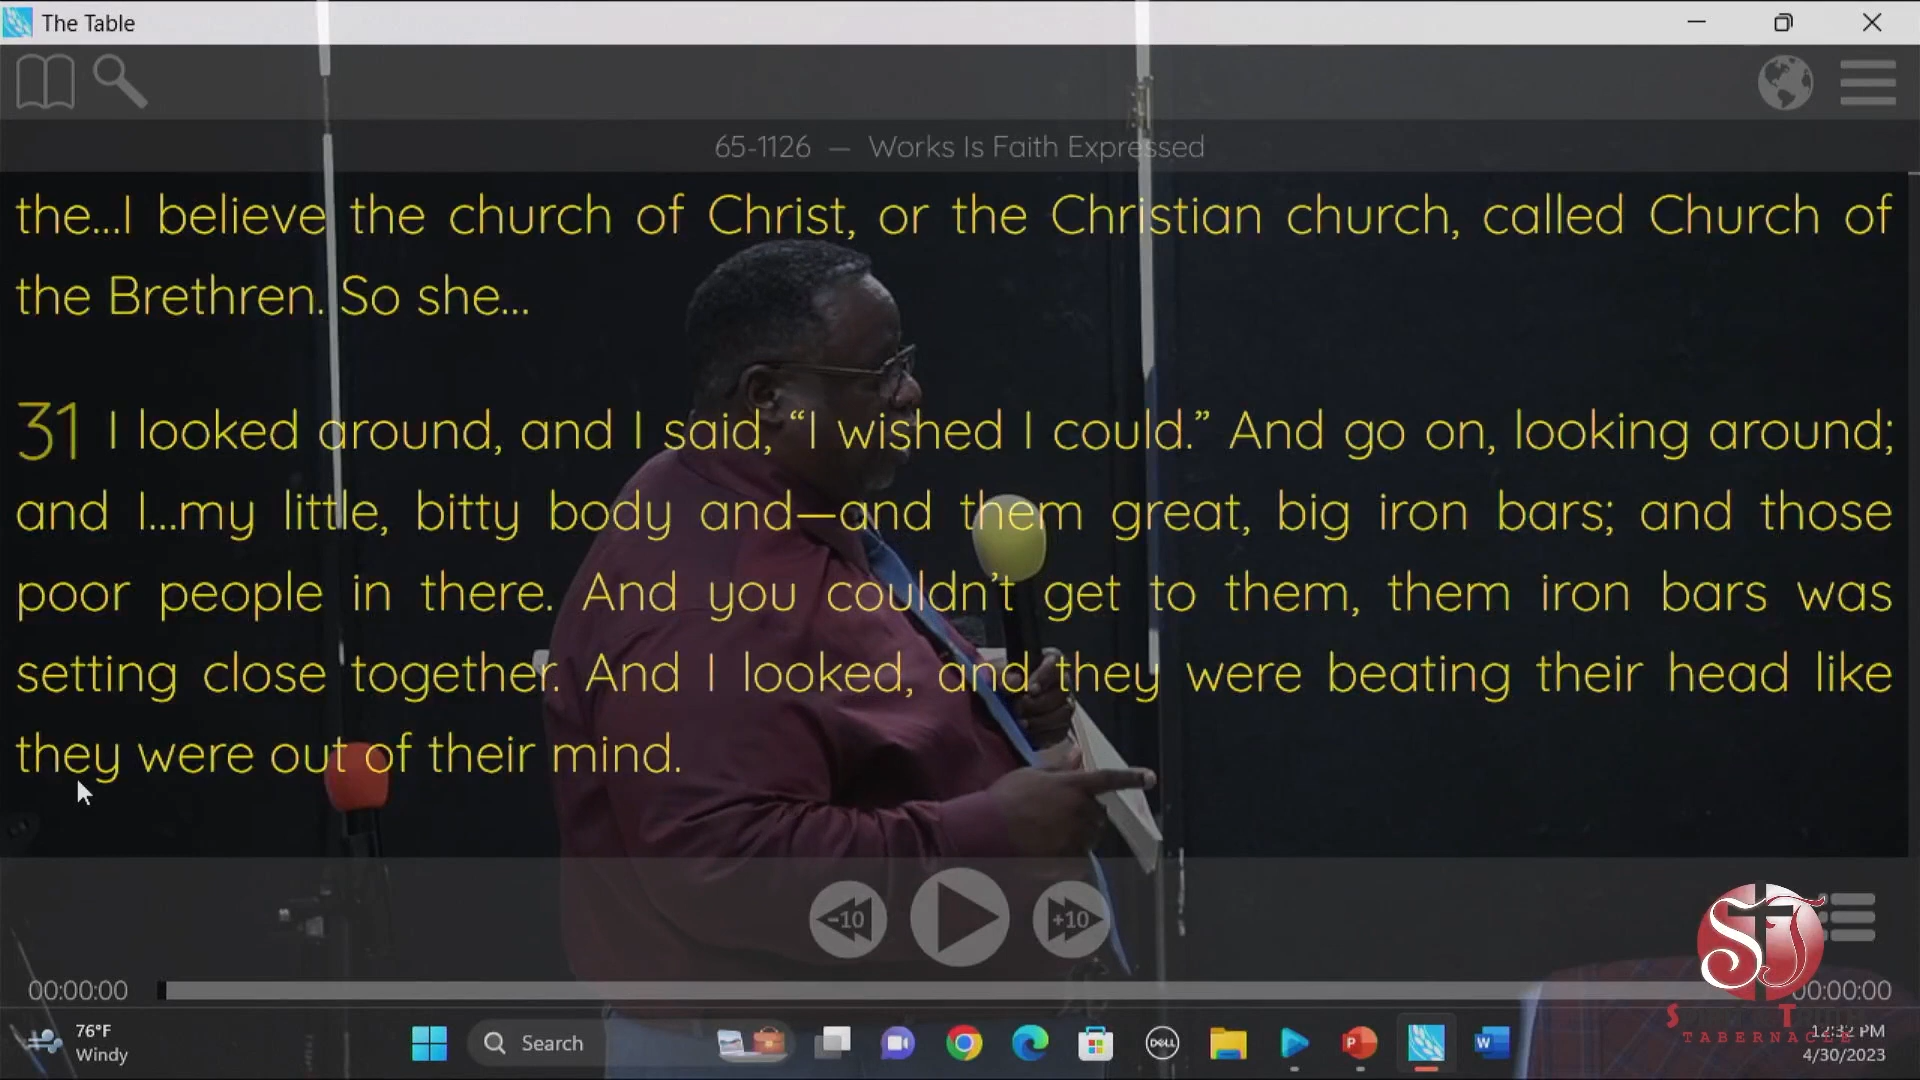 The Table
65-1126 — Works Is Faith Expressed
the...I believe the church of Christ, or the Christian church, called Church of
the Brethren. So she...
31 I looked around, and I said, “I wished I could.” And go on, looking around;
and I...my little, bitty body and—and them great, big iron bars; and those
poor people in there. And you couldn’t get to them, them iron bars was
setting close together. And I looked, and they were beating their head like
they were out of their mind.
-10
+10
00:00:00
00:00:00
ST
TABERNACLE
76°F
Windy
Search
DELL
12:32 PM
4/30/2023